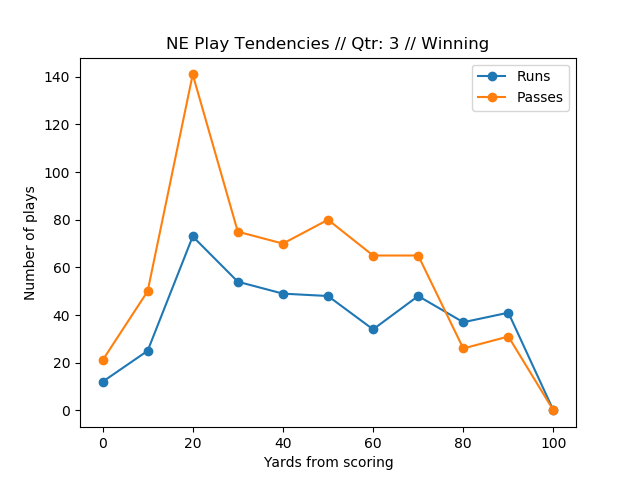 NE Play Tendencies // Qtr: 3 // Winning
Runs
Passes
Number of plays
140
120
100
80
60
40
20
0
0 20 40 60 80 100
Yards from scoring